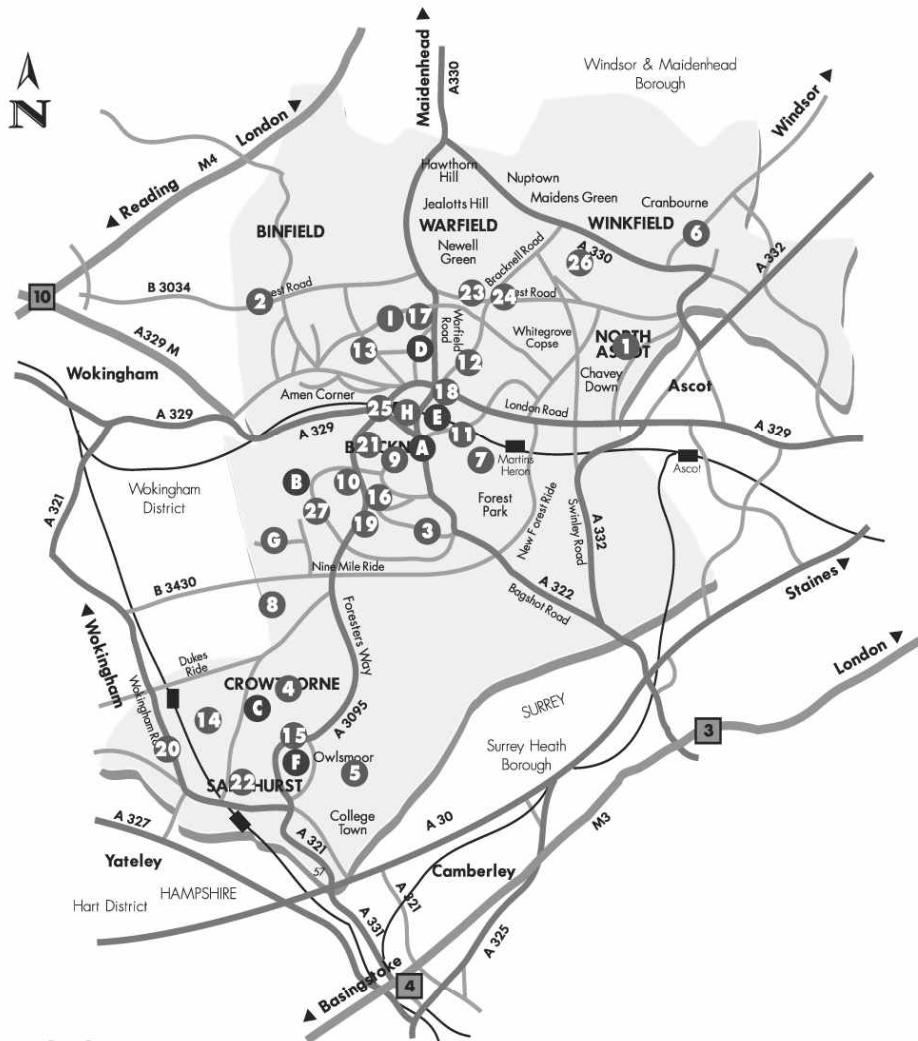 Maidenhead
A330
Windsor & Maidenhead
Borough
N
London
M4
Reading
Windsor
Hawthorn
Hill
Nuptown
Jealotts Hill
Maidens Green
Cranbourne
BINFIELD
WARFIELD
WINKFIELD
6
Newell
Green
Bracknell Road
A330
26
A 332
10
B 3034
2
est Road
23
24
est Road
A329 M
I
17
Warfield
Road
Whitegrove
Copse
NORTH
ASCOT
1
13
D
12
Wokingham
Chavey
Down
Ascot
Amen Corner
18
A 329
25
H
E
London Road
A 329
A 329
21
A
11
9
7
Martins
Heron
Ascot
A 321
Wokingham
District
B
10
16
Forest
Park
New Forest Ride
Swinley Road
A 332
27
19
3
G
Nine Mile Ride
A 322
Bagshot Road
Staines
B 3430
8
Foresters Way
Wokingham
Dukes
Ride
London
CROWTHORNE
4
C
A 3095
SURREY
14
15
3
20
F
Owlsmoor
5
Surrey Heath
Borough
22
College
Town
A 327
A 321
A 30
M3
Yateley
57
Camberley
HAMPSHIRE
Hart District
A 321
A 331
A 325
Basingstoke
4